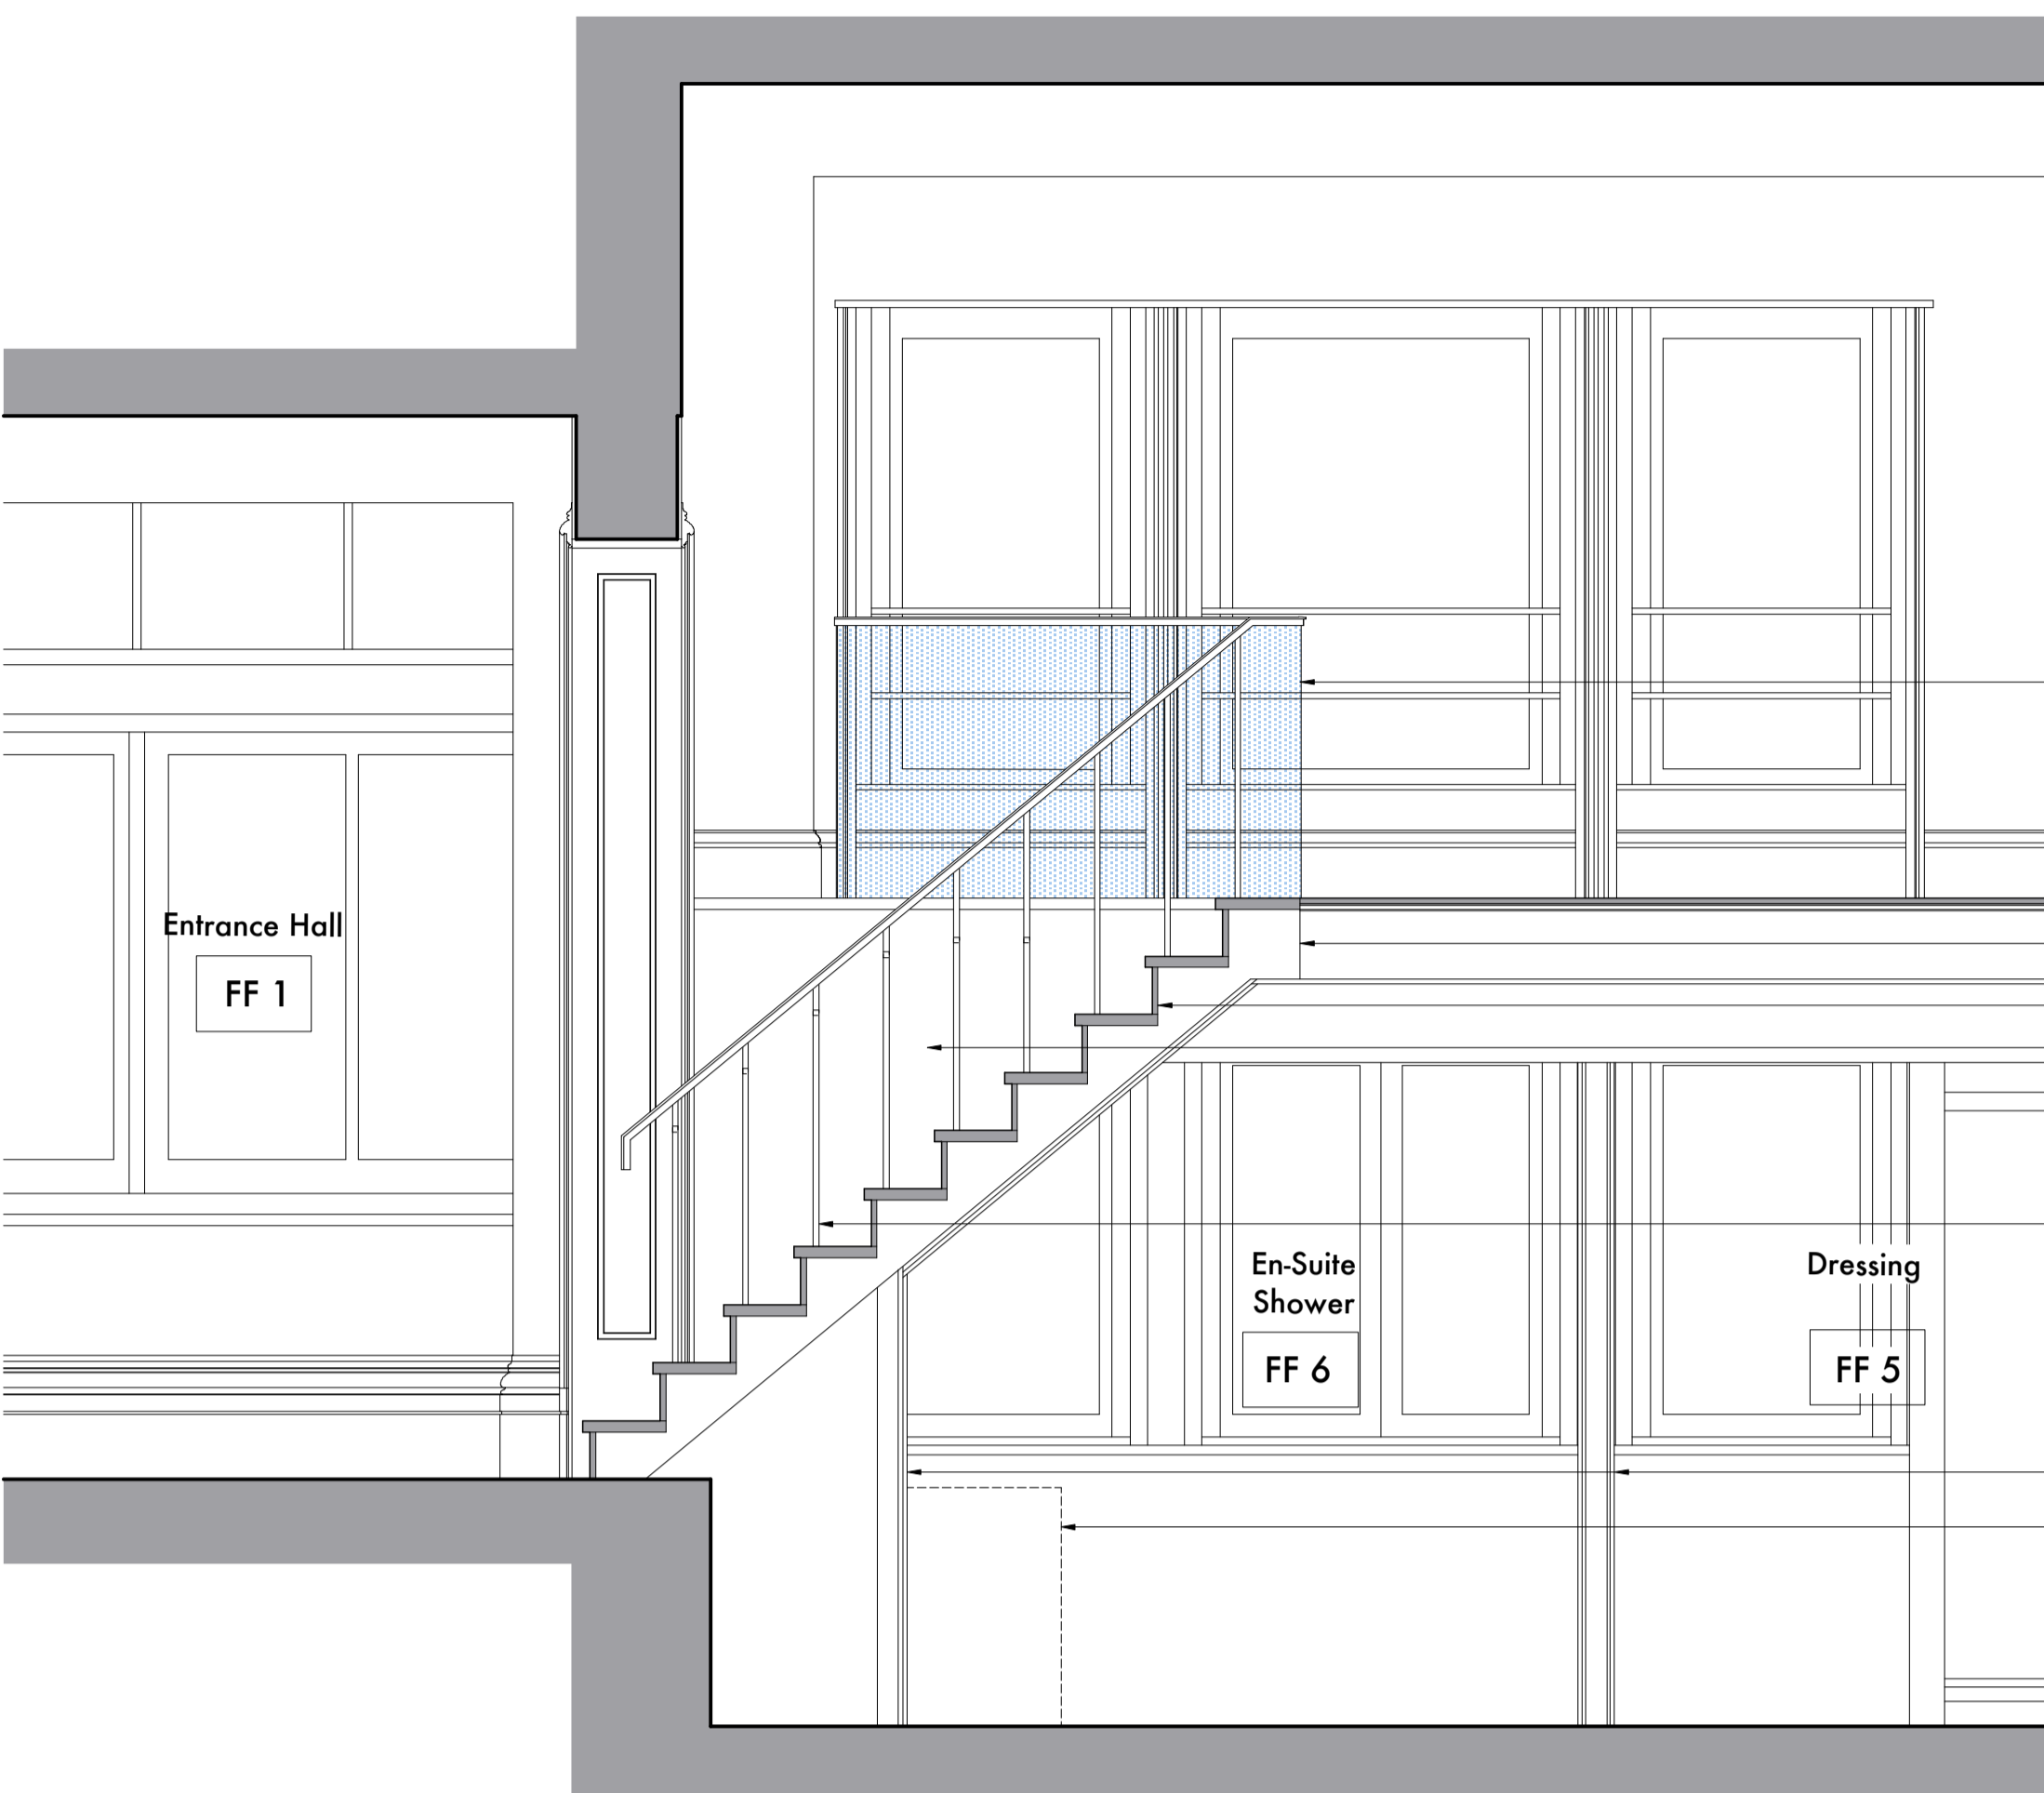 Entrance Hall
FF 1
En-Suite
Shower
FF 6
Dressing
FF 5